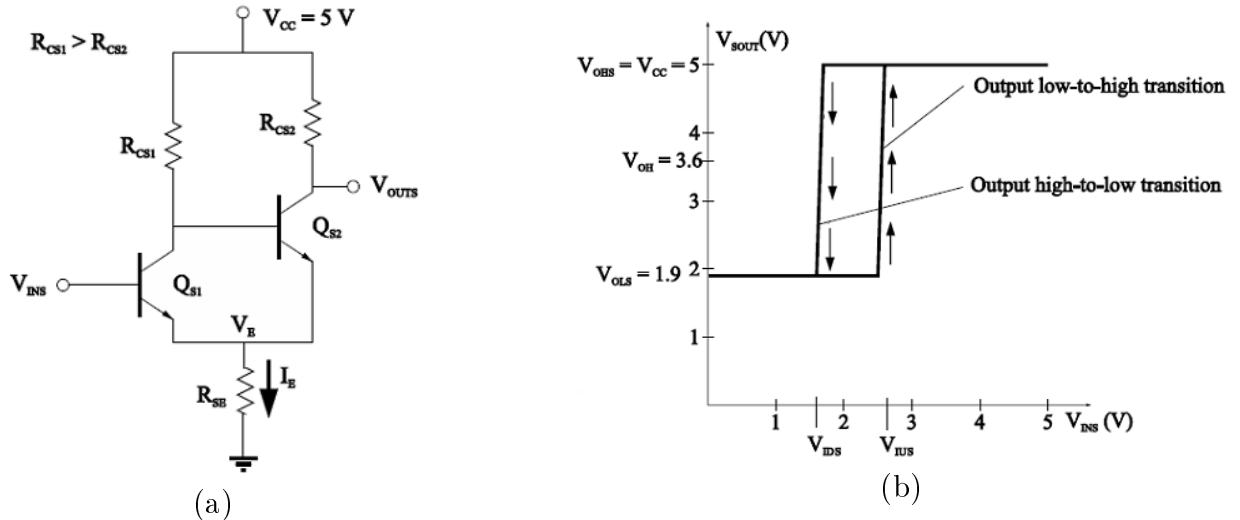 V_CC = 5 V
R_CS1 > R_CS2
R_CS1
R_CS2
V_OUTS
Q_S2
V_INS
Q_S1
V_E
R_SE
I_E
(a)
V_SOUT(V)
V_OHS = V_CC = 5
Output low-to-high transition
4
V_OH = 3.6
Output high-to-low transition
3
V_OLS = 1.9
2
1
1 2 3 4 5 V_INS (V)
V_IDS V_IUS
(b)